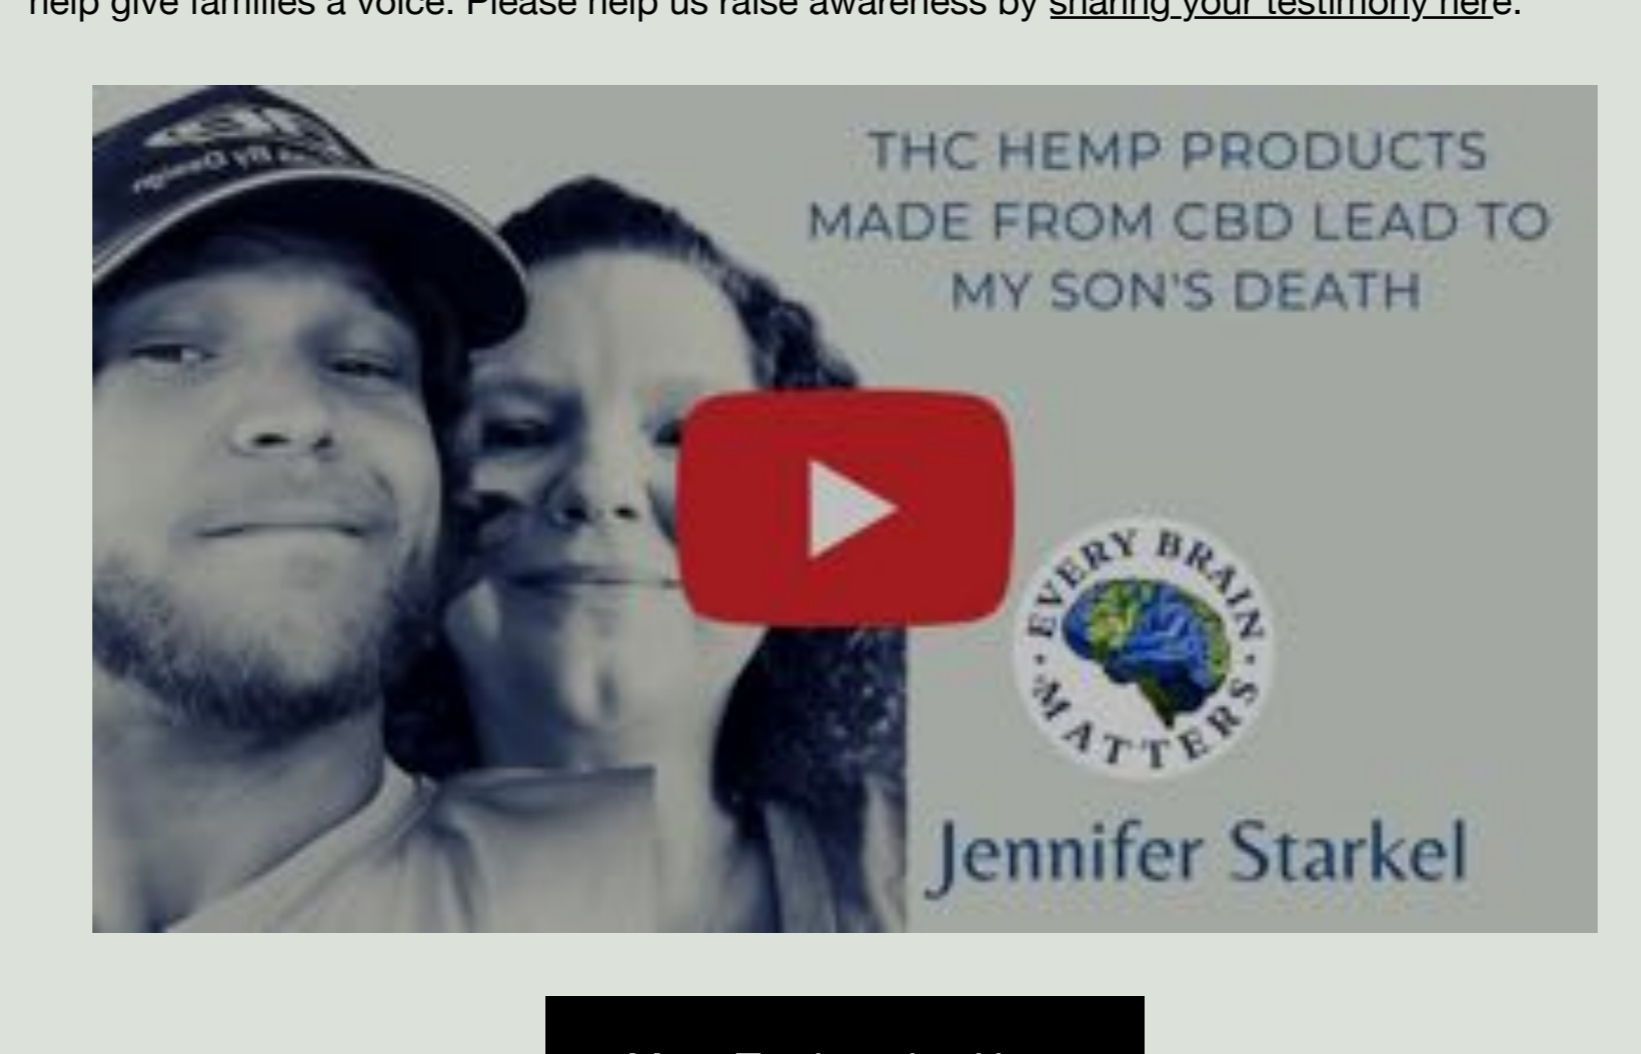 help give families a voice. Please help us raise awareness by sharing your testimony here.
THC HEMP PRODUCTS
MADE FROM CBD LEAD TO
MY SON'S DEATH
EVERY BRAIN
· MATTERS ·
Jennifer Starkel